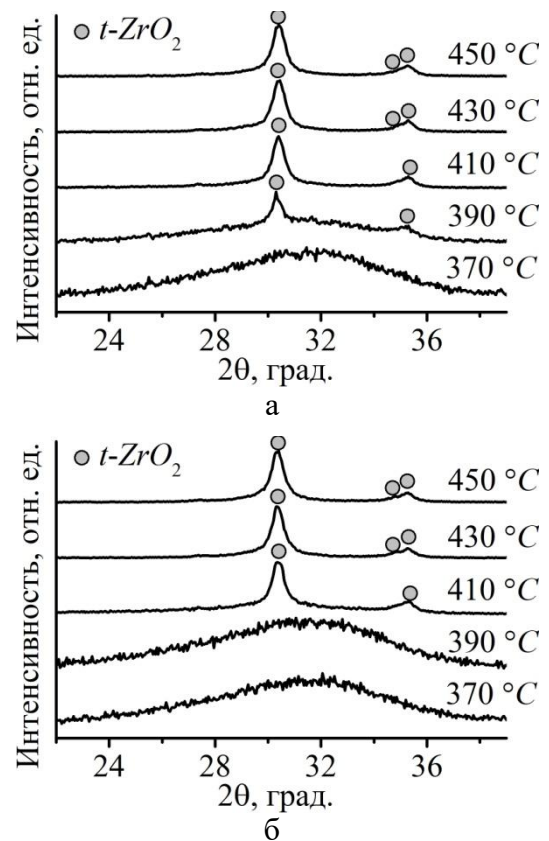 t-ZrO2
450 °C
430 °C
410 °C
390 °C
370 °C
Интенсивность, отн. ед.
24 28 32 36
2θ, град.
а
t-ZrO2
450 °C
430 °C
410 °C
390 °C
370 °C
Интенсивность, отн. ед.
24 28 32 36
2θ, град.
б